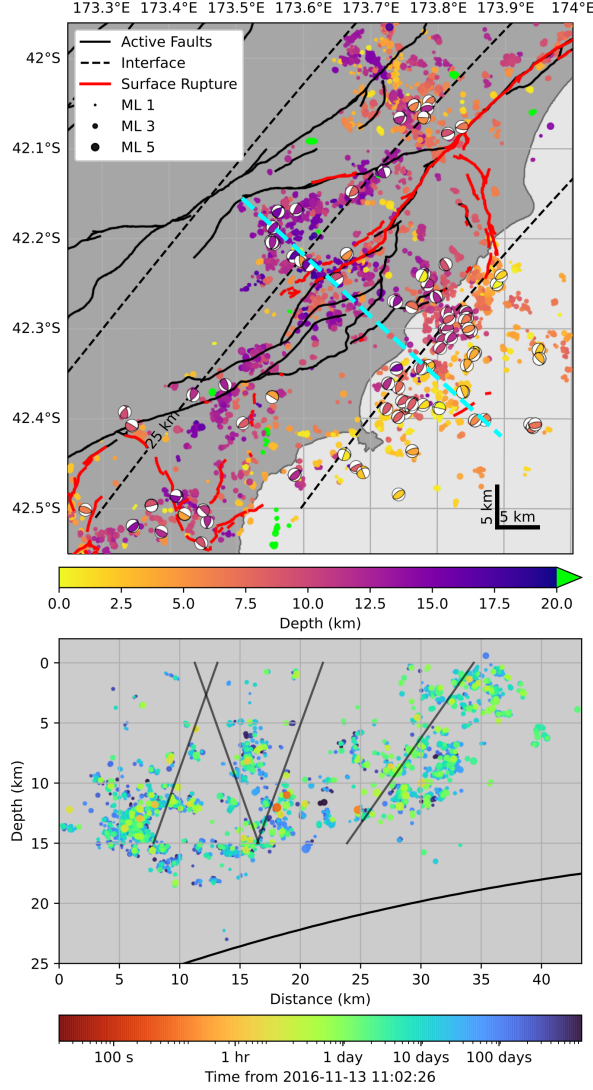 173.3°E 173.4°E 173.5°E 173.6°E 173.7°E 173.8°E 173.9°E 174°E
Active Faults
Interface
Surface Rupture
ML 1
ML 3
ML 5
42°S
42.1°S
42.2°S
42.3°S
42.4°S
42.5°S
25 km
5 km
5 km
0.0 2.5 5.0 7.5 10.0 12.5 15.0 17.5 20.0
Depth (km)
0
5
10
15
20
25
Depth (km)
0 5 10 15 20 25 30 35 40
Distance (km)
100 s 1 hr 1 day 10 days 100 days
Time from 2016-11-13 11:02:26